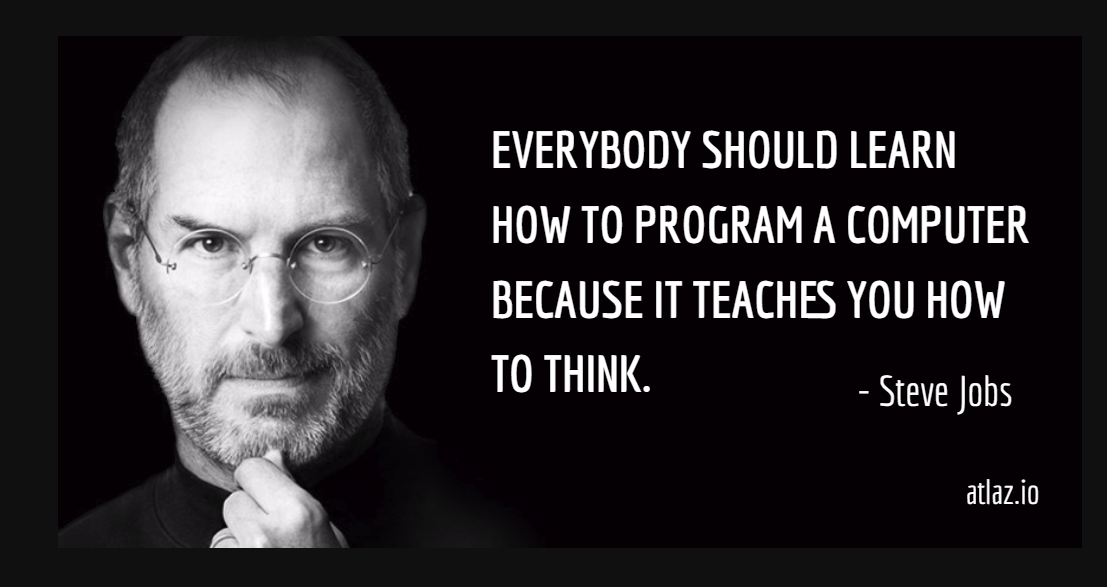 EVERYBODY SHOULD LEARN
HOW TO PROGRAM A COMPUTER
BECAUSE IT TEACHES YOU HOW
TO THINK.
- Steve Jobs
atlaz.io